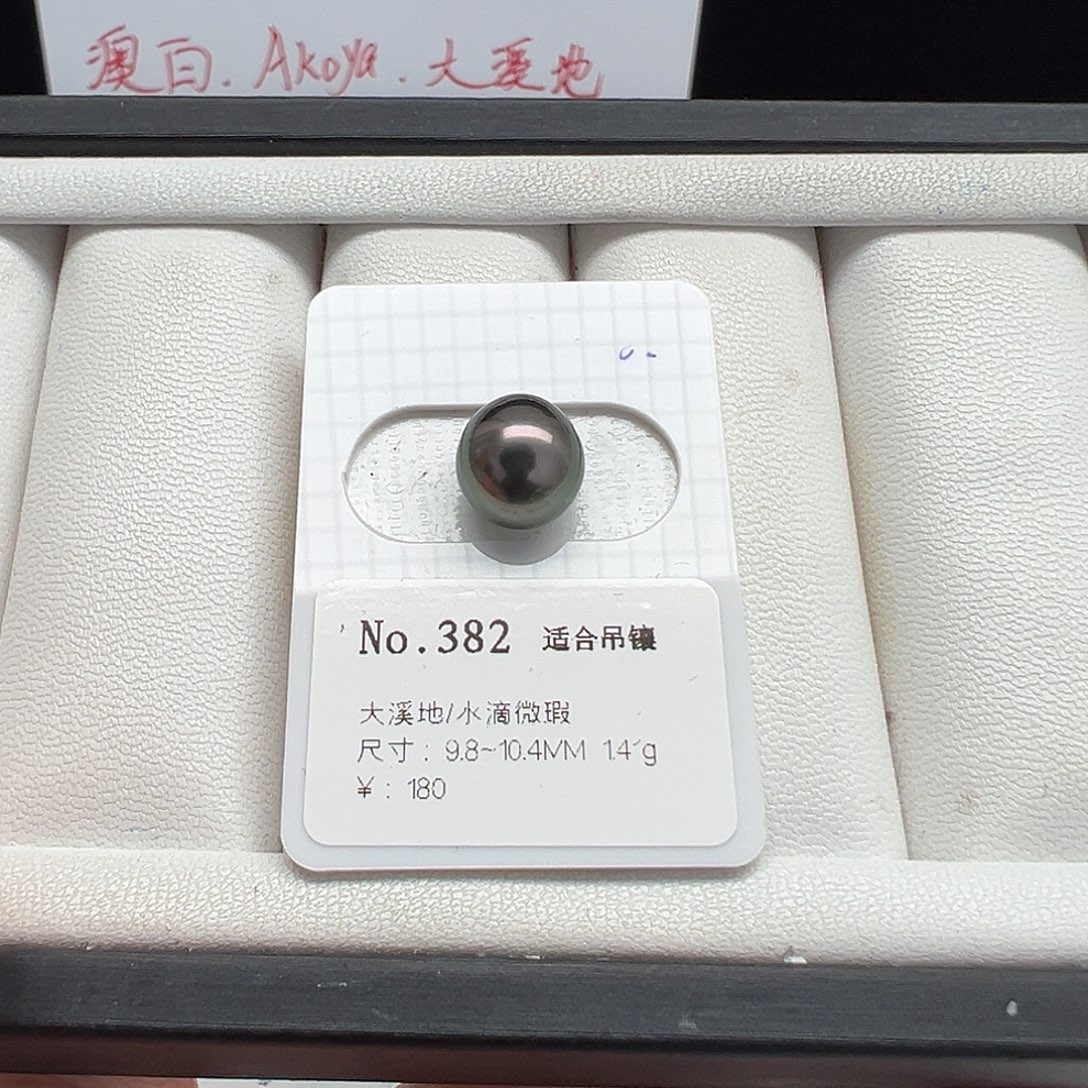 澳白.Akoya.大溪地
No.382 适合吊镶
大溪地/水滴微瑕
尺寸: 9.8~10.4MM 1.4g
¥: 180